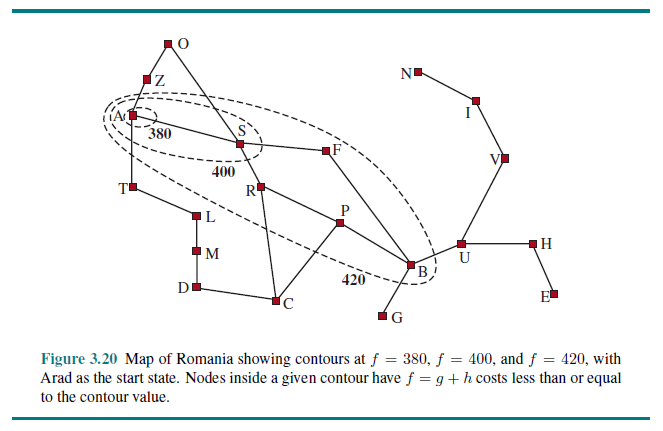 O
Z
N
I
A
380
S
F
V
400
T
R
L
P
M
H
U
B
420
D
E
C
G
Figure 3.20 Map of Romania showing contours at f = 380, f = 400, and f = 420, with
Arad as the start state. Nodes inside a given contour have f = g + h costs less than or equal
to the contour value.